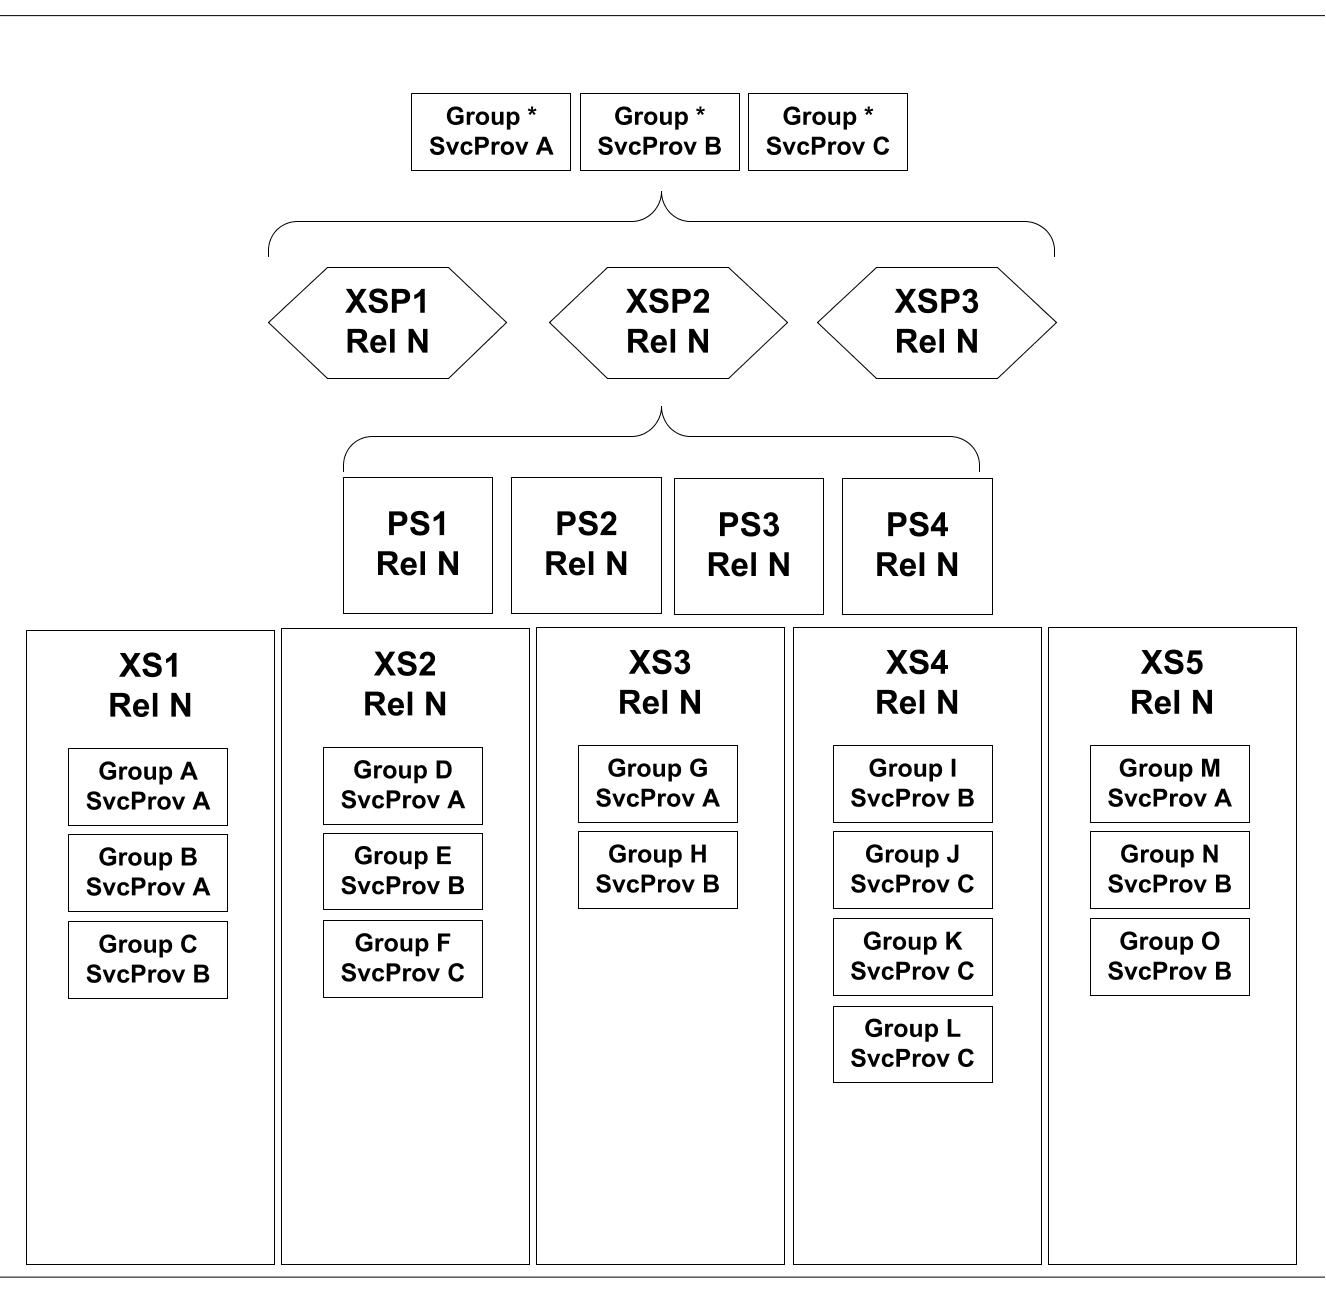 Group *
SvcProv A
Group *
SvcProv B
Group *
SvcProv C
XSP1
Rel N
XSP2
Rel N
XSP3
Rel N
PS1
Rel N
PS2
Rel N
PS3
Rel N
PS4
Rel N
XS1
Rel N
Group A
SvcProv A
Group B
SvcProv A
Group C
SvcProv B
XS2
Rel N
Group D
SvcProv A
Group E
SvcProv B
Group F
SvcProv C
XS3
Rel N
Group G
SvcProv A
Group H
SvcProv B
XS4
Rel N
Group I
SvcProv B
Group J
SvcProv C
Group K
SvcProv C
Group L
SvcProv C
XS5
Rel N
Group M
SvcProv A
Group N
SvcProv B
Group O
SvcProv B